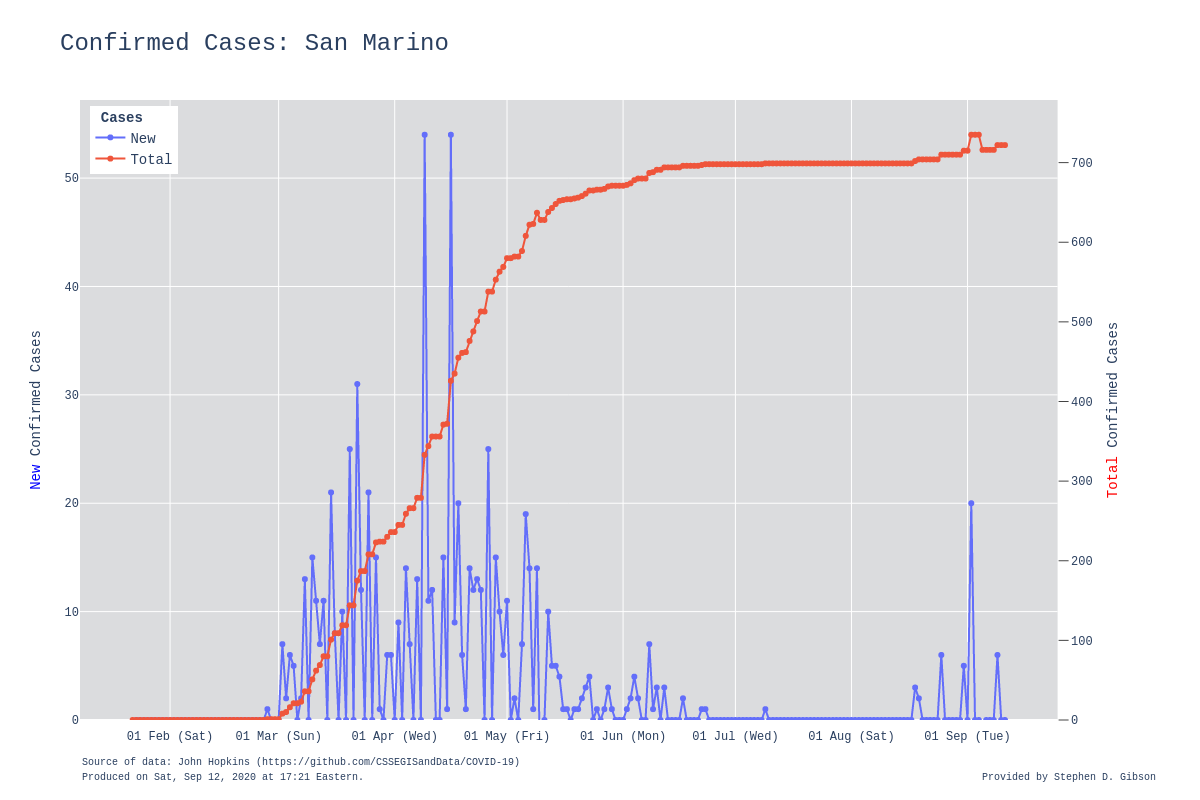 Confirmed Cases: San Marino
Cases
New
Total
50
40
30
20
10
0
New Confirmed Cases
700
600
500
400
300
200
100
0
Total Confirmed Cases
01 Feb (Sat)
01 Mar (Sun)
01 Apr (Wed)
01 May (Fri)
01 Jun (Mon)
01 Jul (Wed)
01 Aug (Sat)
01 Sep (Tue)
Source of data: John Hopkins (https://github.com/CSSEGISandData/COVID-19)
Produced on Sat, Sep 12, 2020 at 17:21 Eastern.
Provided by Stephen D. Gibson